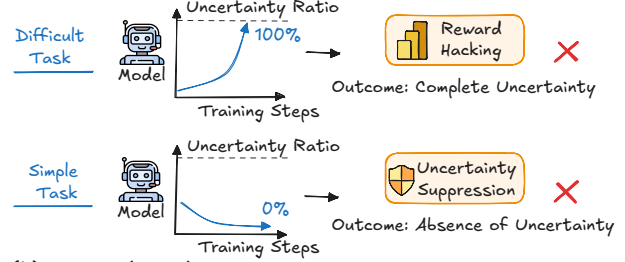 Uncertainty Ratio
Difficult
Task
100%
Model
Training Steps
Reward
Hacking
Outcome: Complete Uncertainty
Uncertainty Ratio
Simple
Task
0%
Model
Training Steps
Uncertainty
Suppression
Outcome: Absence of Uncertainty